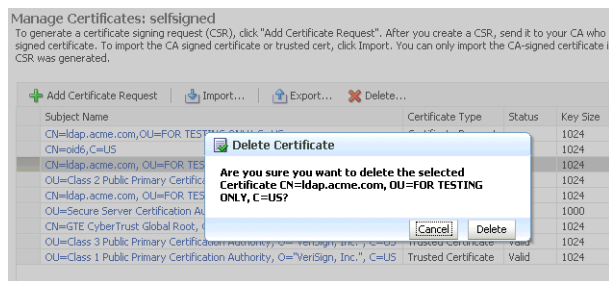 Manage Certificates: selfsigned
To generate a certificate signing request (CSR), click "Add Certificate Request". After you create a CSR, send it to your CA who
signed certificate. To import the CA signed certificate or trusted cert, click Import. You can only import the CA-signed certificate i
CSR was generated.
Add Certificate Request Import... Export... Delete...
Subject Name Certificate Type Status Key Size
CN=ldap.acme.com,OU=FOR TESTING ONLY, C=US Certificate Request 1024
CN=oid6,C=US 1024
CN=ldap.acme.com, OU=FOR TES 1024
OU=Class 2 Public Primary Certifica 1024
CN=ldap.acme.com, OU=FOR TES 1024
OU=Secure Server Certification Au 1000
CN=GTE CyberTrust Global Root, 1024
OU=Class 3 Public Primary Certification Authority, O="VeriSign, Inc.", C=US Trusted Certificate Valid 1024
OU=Class 1 Public Primary Certification Authority, O="VeriSign, Inc.", C=US Trusted Certificate Valid 1024
Delete Certificate
Are you sure you want to delete the selected
Certificate CN=ldap.acme.com, OU=FOR TESTING
ONLY, C=US?
Cancel Delete